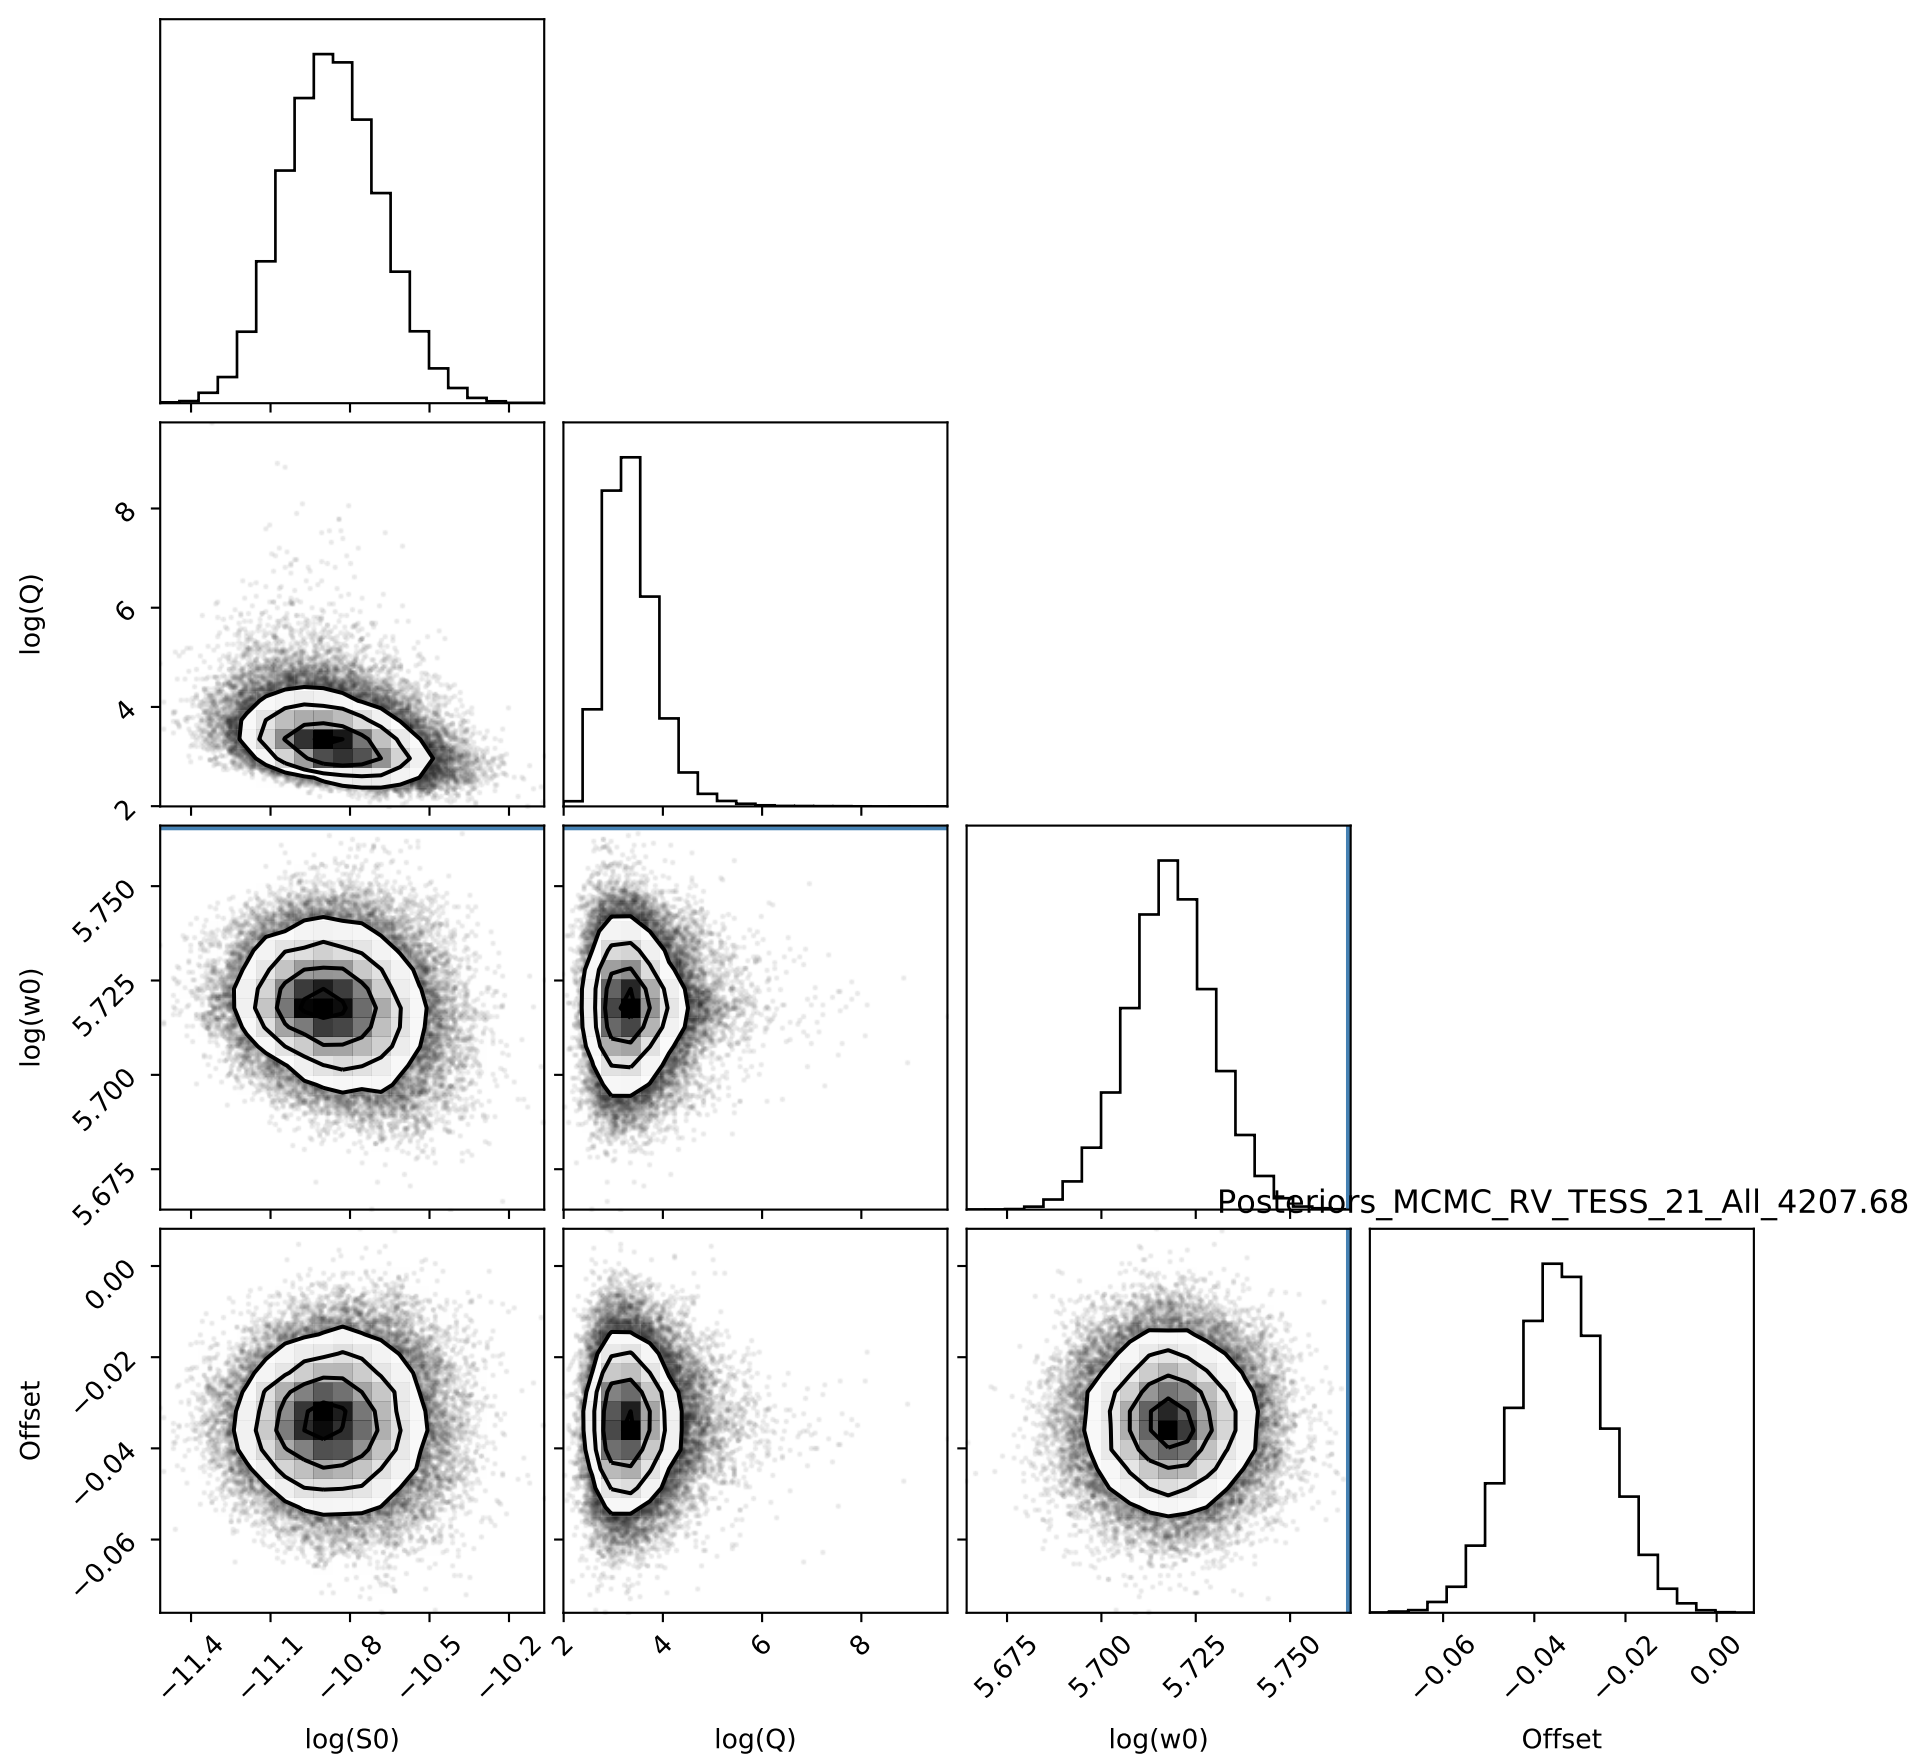 log(Q)
8
6
4
2
log(w0)
5.750
5.725
5.700
5.675
Posteriors_MCMC_RV_TESS_21_All_4207.68
Offset
0.00
−0.02
−0.04
−0.06
−11.4 −11.1 −10.8 −10.5 −10.2
2 4 6 8
5.675 5.700 5.725 5.750
−0.06 −0.04 −0.02 0.00
log(S0) log(Q) log(w0) Offset